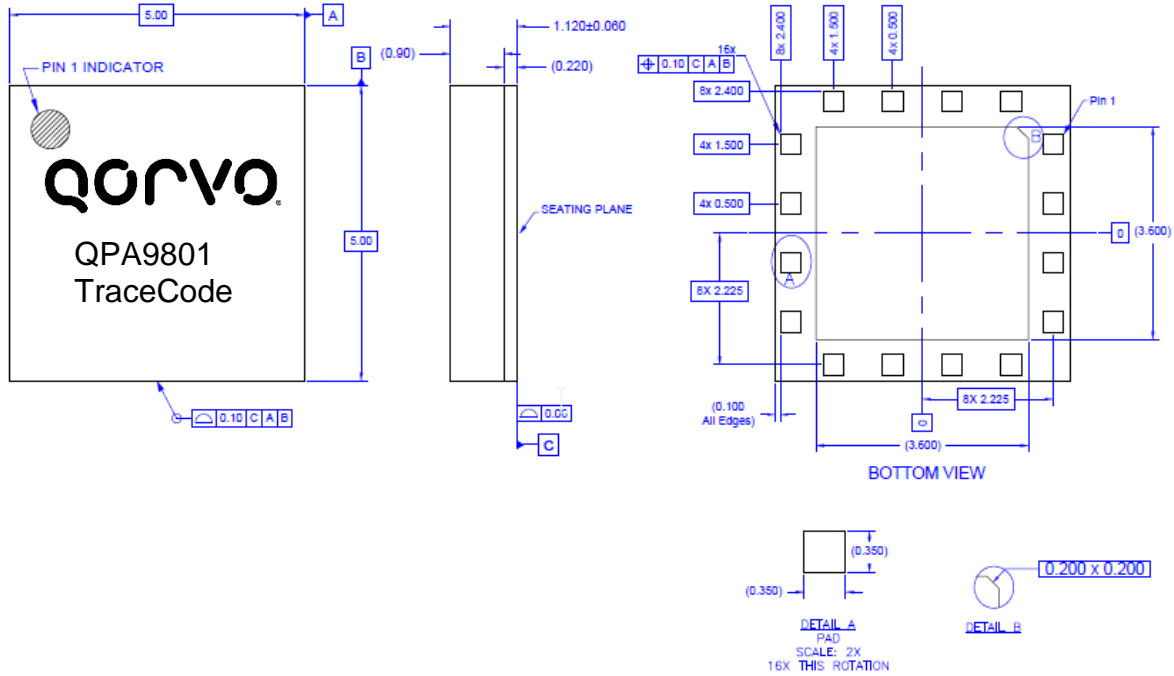 5.00
A
1.120±0.060
(0.90)
(0.220)
B
PIN 1 INDICATOR
QORVO
QPA9801
TraceCode
5.00
0.10 C A B
SEATING PLANE
C
8x 2.400
4x 1.500
4x 0.500
16x
0.10 C A B
8x 2.400
4x 1.500
4x 0.500
8X 2.225
Pin 1
B
A
0
(3.600)
8X 2.225
(0.100
All Edges)
0
(3.600)
BOTTOM VIEW
(0.350)
(0.350)
DETAIL A
PAD
SCALE: 2X
16X THIS ROTATION
0.200 x 0.200
DETAIL B